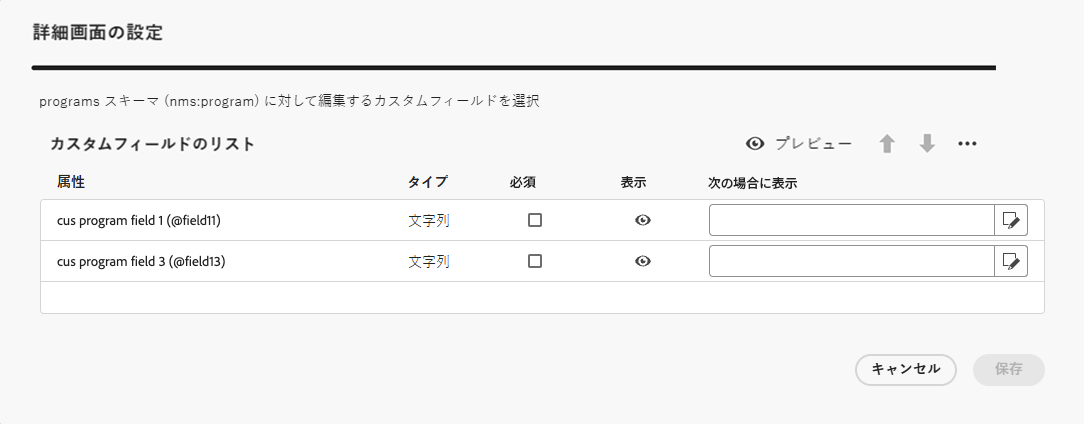 詳細画面の設定
programs スキーマ (nms:program) に対して編集するカスタムフィールドを選択
カスタムフィールドのリスト プレビュー
属性 タイプ 必須 表示 次の場合に表示
cus program field 1 (@field11) 文字列
cus program field 3 (@field13) 文字列
キャンセル 保存